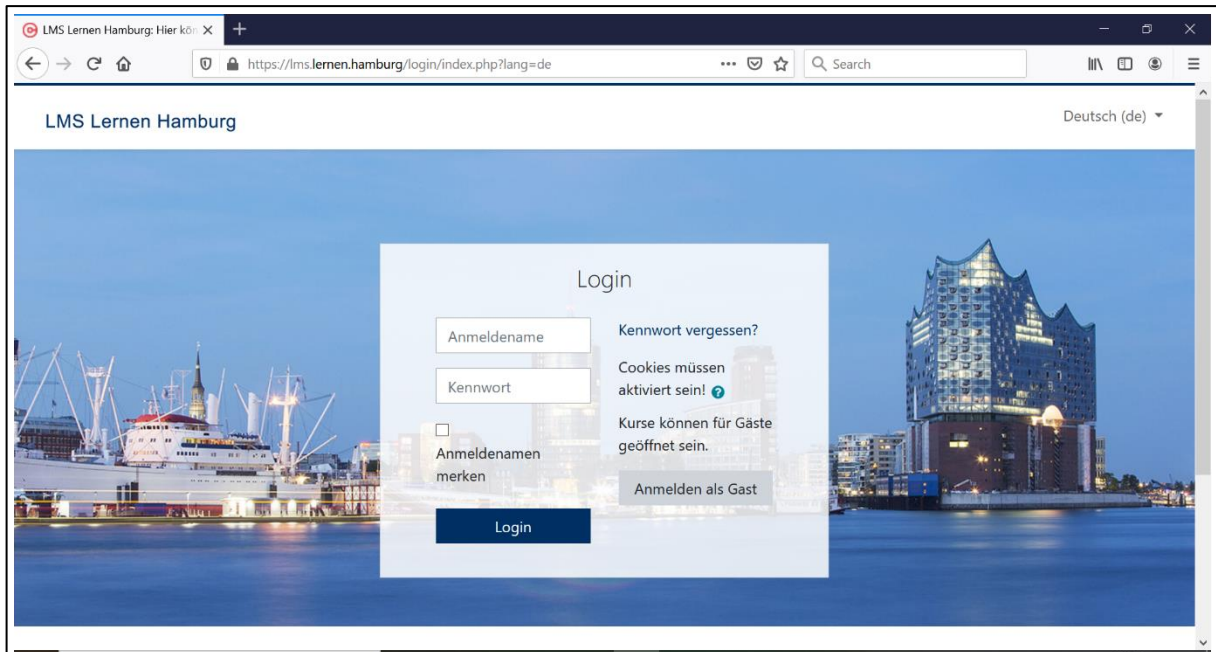 LMS Lernen Hamburg: Hier kön
https://lms.lernen.hamburg/login/index.php?lang=de
Search
LMS Lernen Hamburg
Deutsch (de)
Login
Anmeldename
Kennwort
Anmeldenamen
merken
Login
Kennwort vergessen?
Cookies müssen
aktiviert sein!
Kurse können für Gäste
geöffnet sein.
Anmelden als Gast